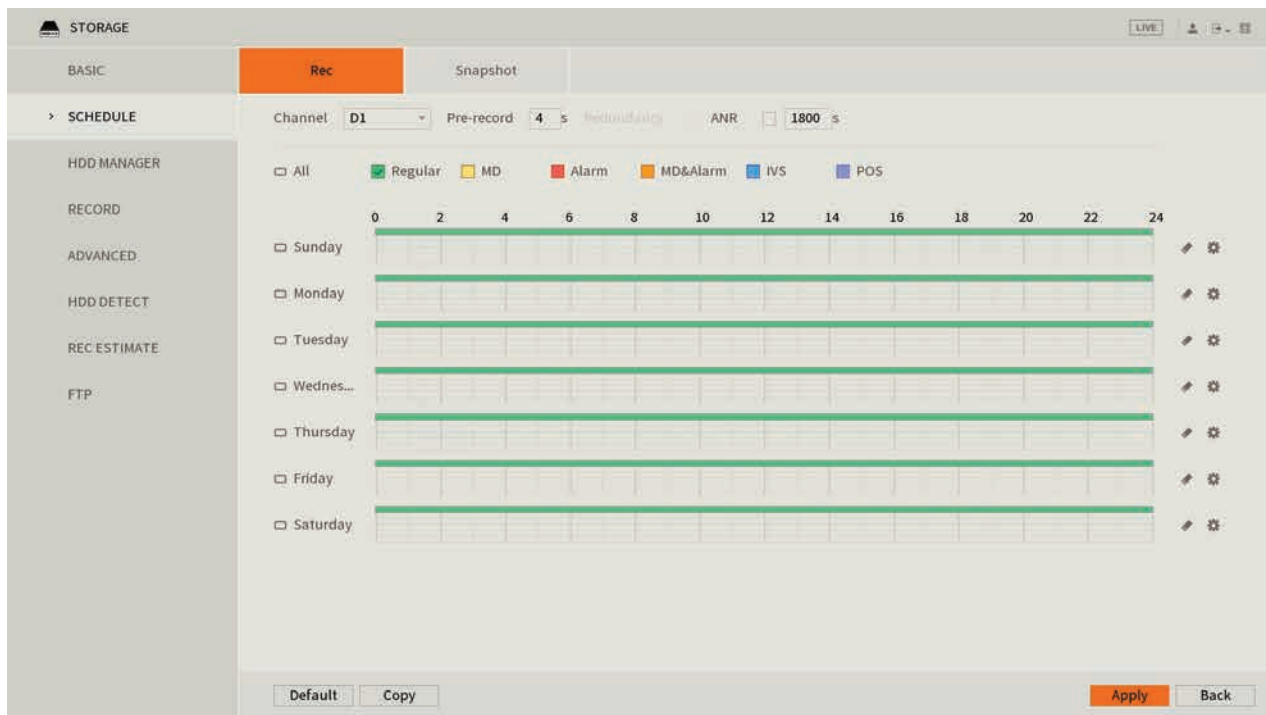 STORAGE
LIVE
BASIC
Rec
Snapshot
SCHEDULE
Channel D1 Pre-record 4 s Redundancy ANR 1800 s
HDD MANAGER
All Regular MD Alarm MD&Alarm IVS POS
RECORD
0 2 4 6 8 10 12 14 16 18 20 22 24
ADVANCED
Sunday
HDD DETECT
Monday
REC ESTIMATE
Tuesday
FTP
Wednes...
Thursday
Friday
Saturday
Default Copy Apply Back